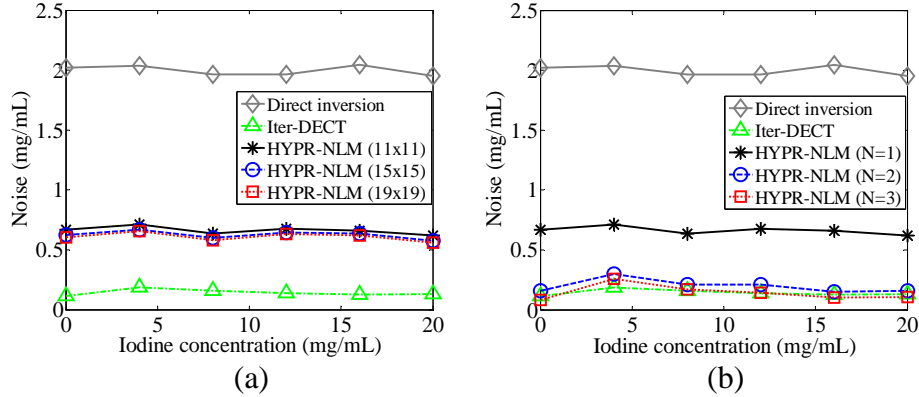 2.5
2
1.5
1
0.5
0
Noise (mg/mL)
Direct inversion
Iter-DECT
HYPR-NLM (11x11)
HYPR-NLM (15x15)
HYPR-NLM (19x19)
0 5 10 15 20
Iodine concentration (mg/mL)
(a)
2.5
2
1.5
1
0.5
0
Noise (mg/mL)
Direct inversion
Iter-DECT
HYPR-NLM (N=1)
HYPR-NLM (N=2)
HYPR-NLM (N=3)
0 5 10 15 20
Iodine concentration (mg/mL)
(b)